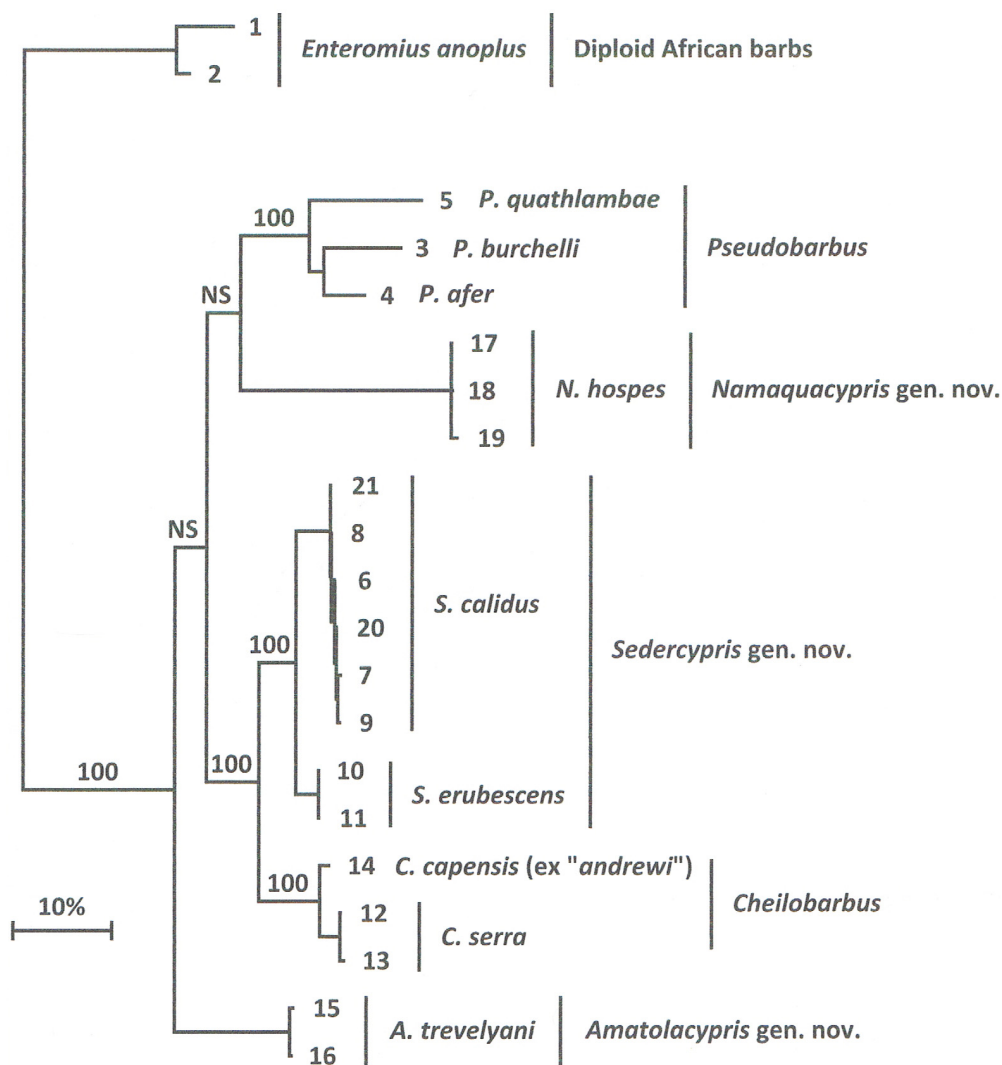 1
Enteromius anoplus
Diploid African barbs
2
5 P. quathlambae
100
3 P. burchelli
Pseudobarbus
NS
4 P. afer
17
18
N. hospes
Namaquacypris gen. nov.
19
21
NS
8
6
S. calidus
20
100
Sedercypris gen. nov.
7
9
100
100
10
S. erubescens
11
14 C. capensis (ex "andrewi")
100
10%
12
Cheilobarbus
C. serra
13
15
A. trevelyani
Amatolacypris gen. nov.
16